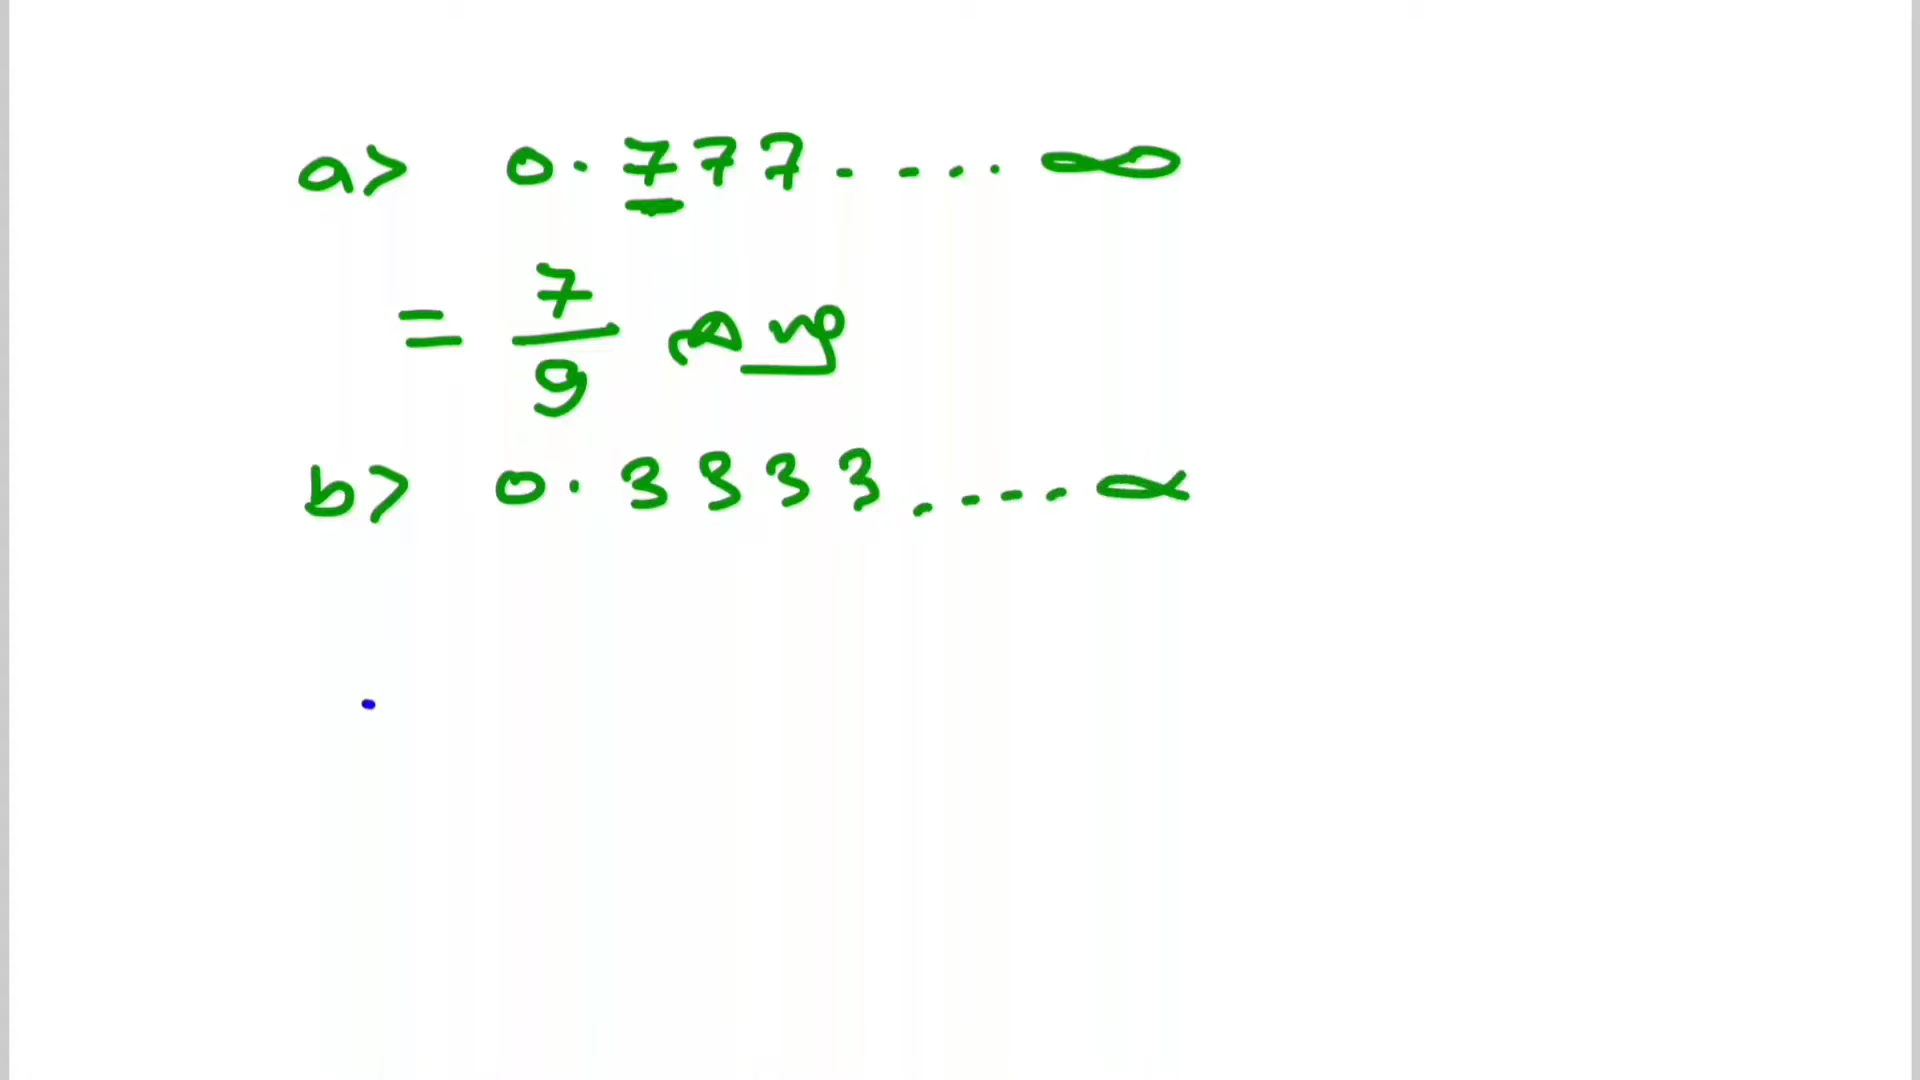 a> 0.777..... ∞
= 7/9 Ans
b> 0.3333..... ∝